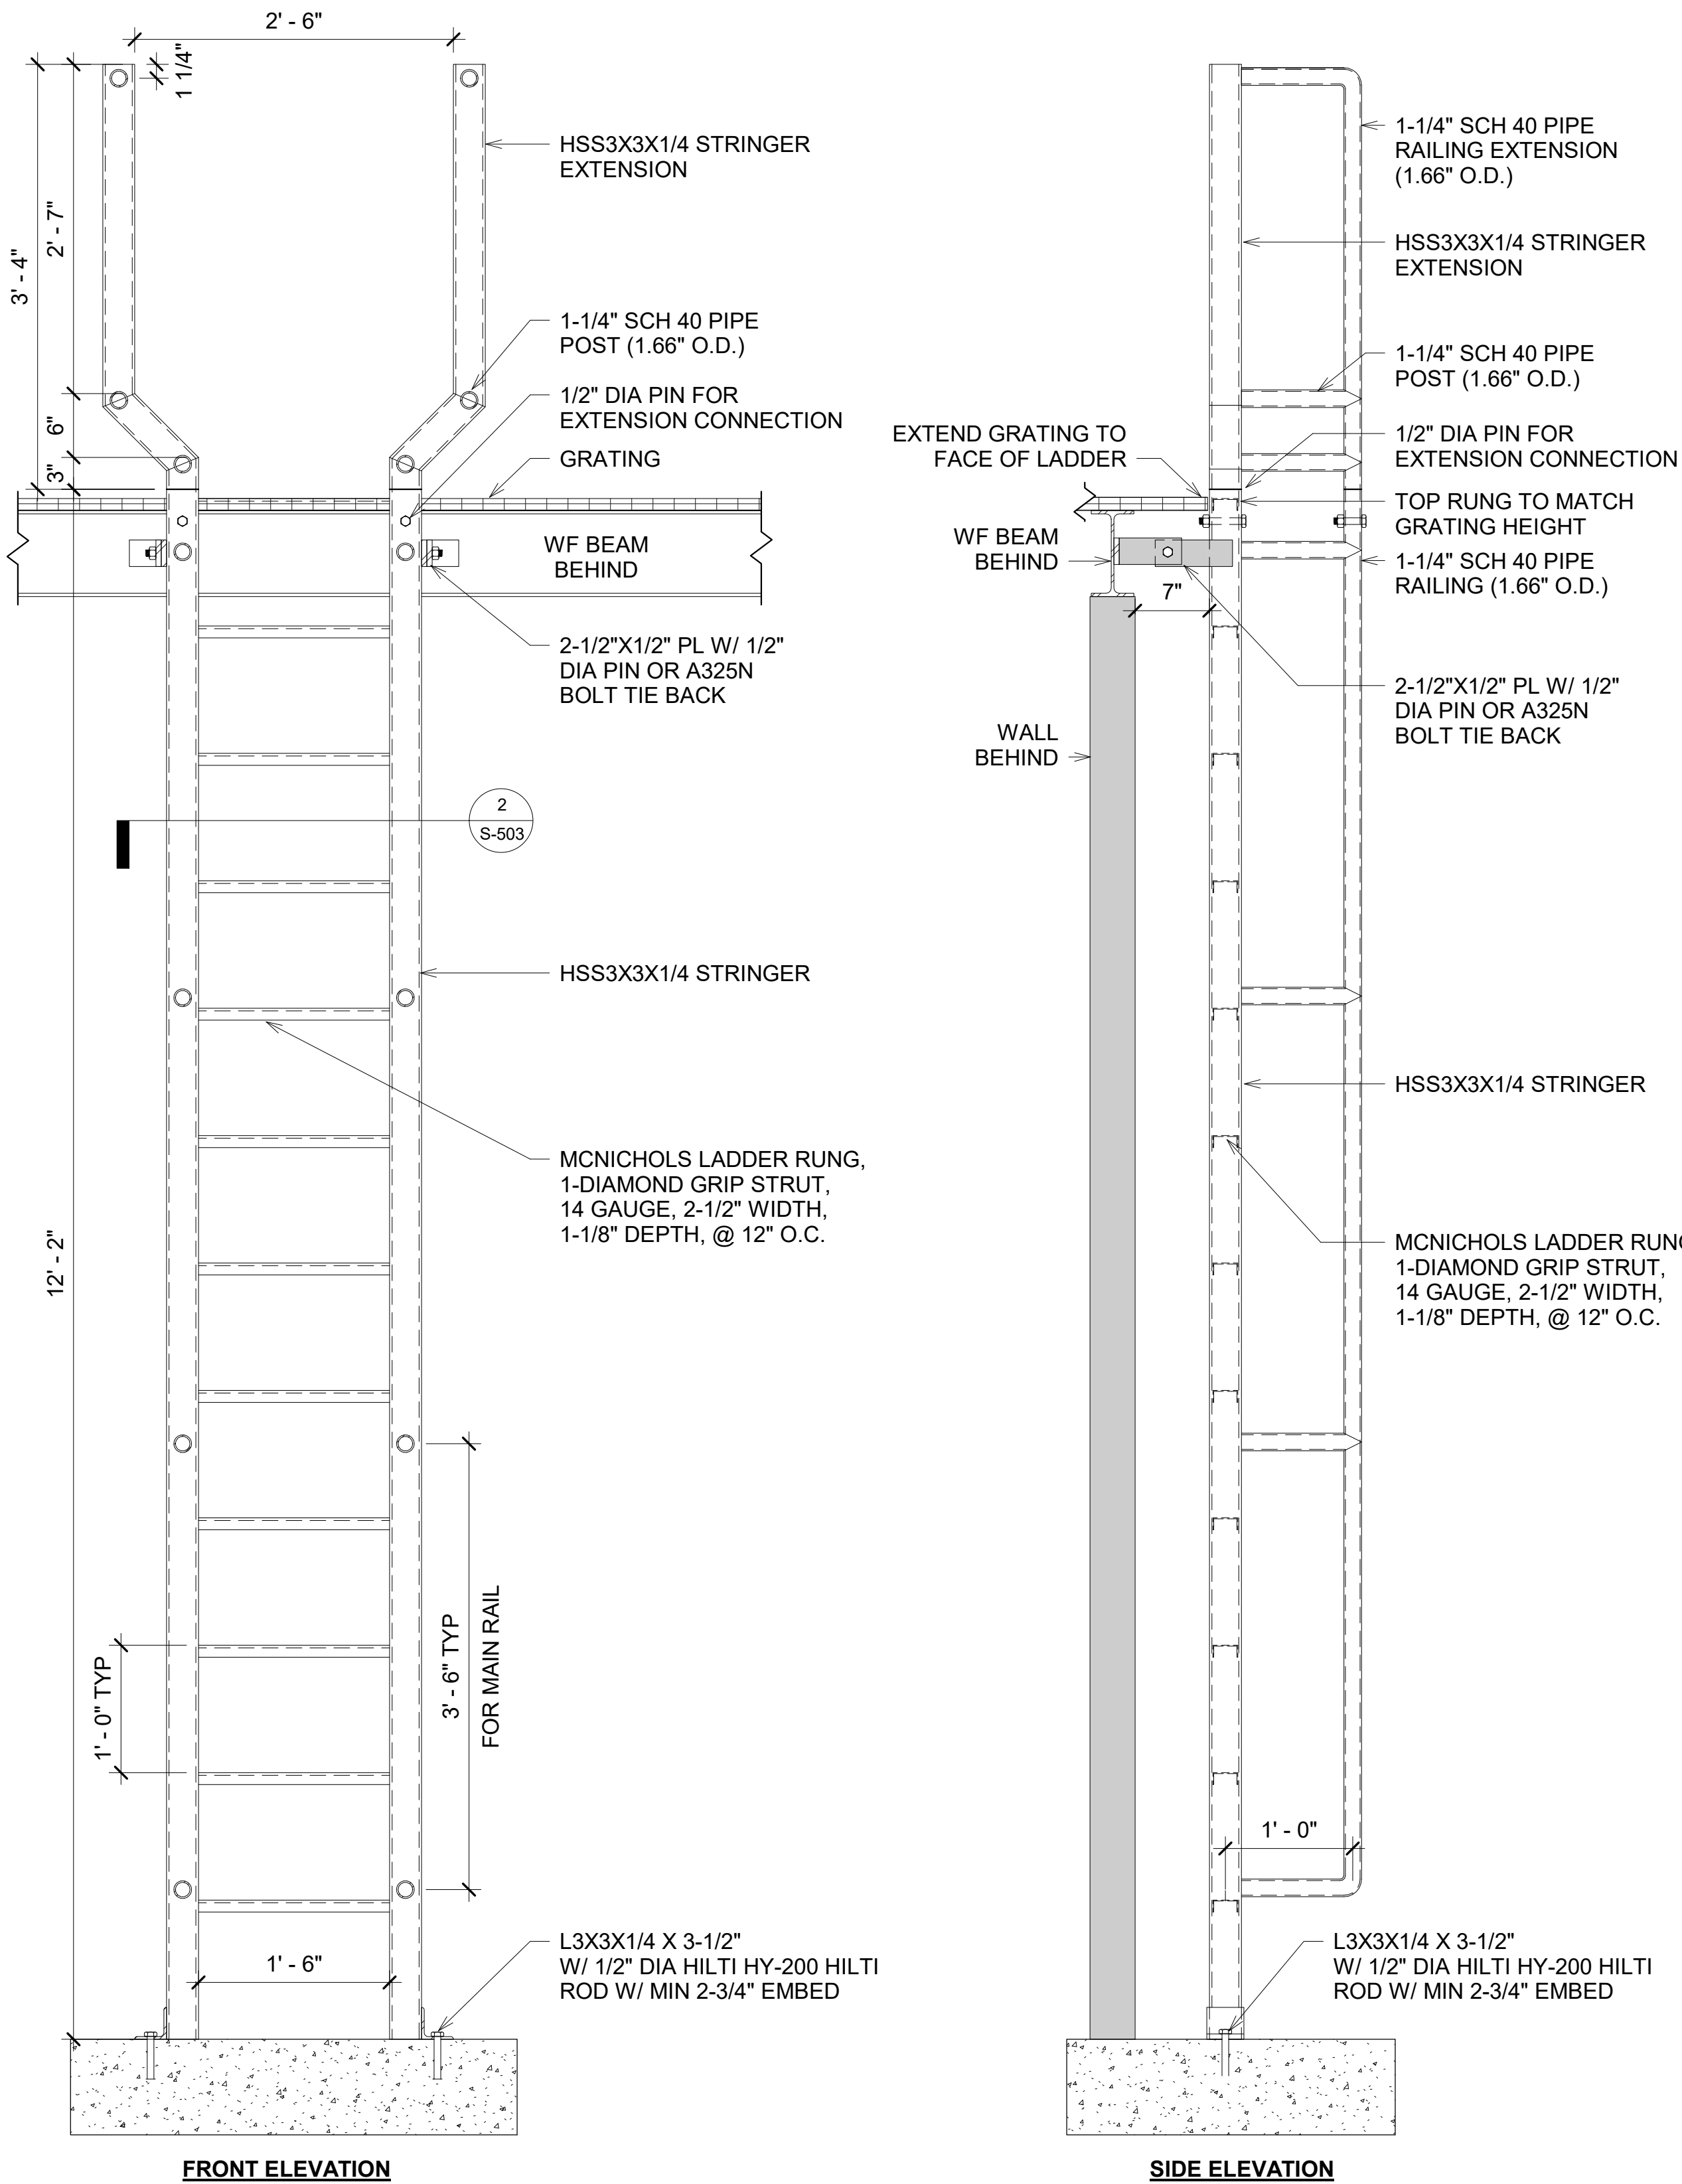 2' - 6"
1 1/4"
3' - 4"
2' - 7"
6"
3"
12' - 2"
HSS3X3X1/4 STRINGER
EXTENSION
1-1/4" SCH 40 PIPE
POST (1.66" O.D.)
1/2" DIA PIN FOR
EXTENSION CONNECTION
GRATING
WF BEAM
BEHIND
2-1/2"X1/2" PL W/ 1/2"
DIA PIN OR A325N
BOLT TIE BACK
2
S-503
HSS3X3X1/4 STRINGER
MCNICHOLS LADDER RUNG,
1-DIAMOND GRIP STRUT,
14 GAUGE, 2-1/2" WIDTH,
1-1/8" DEPTH, @ 12" O.C.
1' - 0" TYP
3' - 6" TYP
FOR MAIN RAIL
1' - 6"
L3X3X1/4 X 3-1/2"
W/ 1/2" DIA HILTI HY-200 HILTI
ROD W/ MIN 2-3/4" EMBED
FRONT ELEVATION
1-1/4" SCH 40 PIPE
RAILING EXTENSION
(1.66" O.D.)
HSS3X3X1/4 STRINGER
EXTENSION
1-1/4" SCH 40 PIPE
POST (1.66" O.D.)
EXTEND GRATING TO
FACE OF LADDER
1/2" DIA PIN FOR
EXTENSION CONNECTION
TOP RUNG TO MATCH
GRATING HEIGHT
WF BEAM
BEHIND
1-1/4" SCH 40 PIPE
RAILING (1.66" O.D.)
7"
2-1/2"X1/2" PL W/ 1/2"
DIA PIN OR A325N
BOLT TIE BACK
WALL
BEHIND
HSS3X3X1/4 STRINGER
MCNICHOLS LADDER RUNG
1-DIAMOND GRIP STRUT,
14 GAUGE, 2-1/2" WIDTH,
1-1/8" DEPTH, @ 12" O.C.
1' - 0"
L3X3X1/4 X 3-1/2"
W/ 1/2" DIA HILTI HY-200 HILTI
ROD W/ MIN 2-3/4" EMBED
SIDE ELEVATION